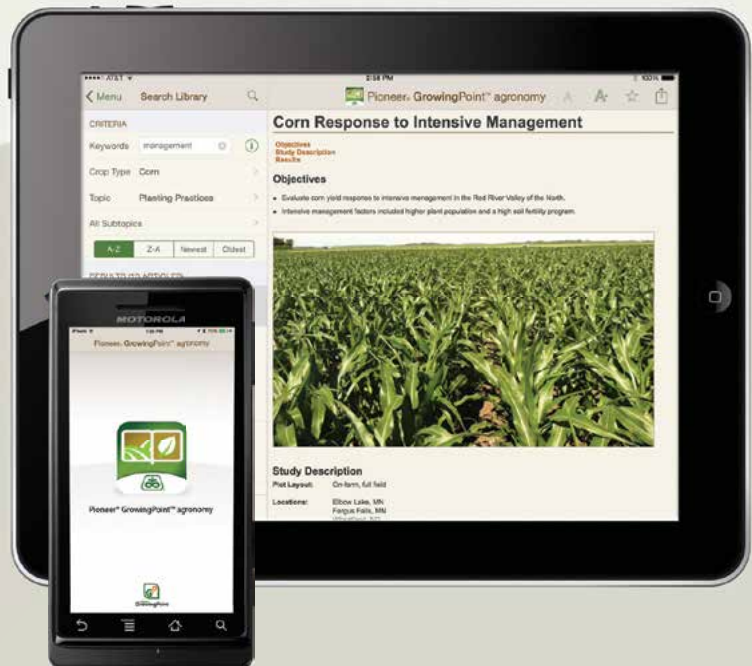 AT&T
2:58 PM
100%
Menu
Search Library
Pioneer® GrowingPoint™ agronomy
A
A+
CRITERIA
Keywords management
Crop Type Corn
Topic Planting Practices
All Subtopics
A-Z Z-A Newest Oldest
Corn Response to Intensive Management
Objectives
Study Description
Results
Objectives
• Evaluate corn yield response to intensive management in the Red River Valley of the North.
• Intensive management factors included higher plant population and a high soil fertility program.
Study Description
Plot Layout: On-farm, full field
Locations: Elbow Lake, MN
Fergus Falls, MN
MOTOROLA
Pioneer® GrowingPoint™ agronomy
Pioneer® GrowingPoint™ agronomy
GrowingPoint